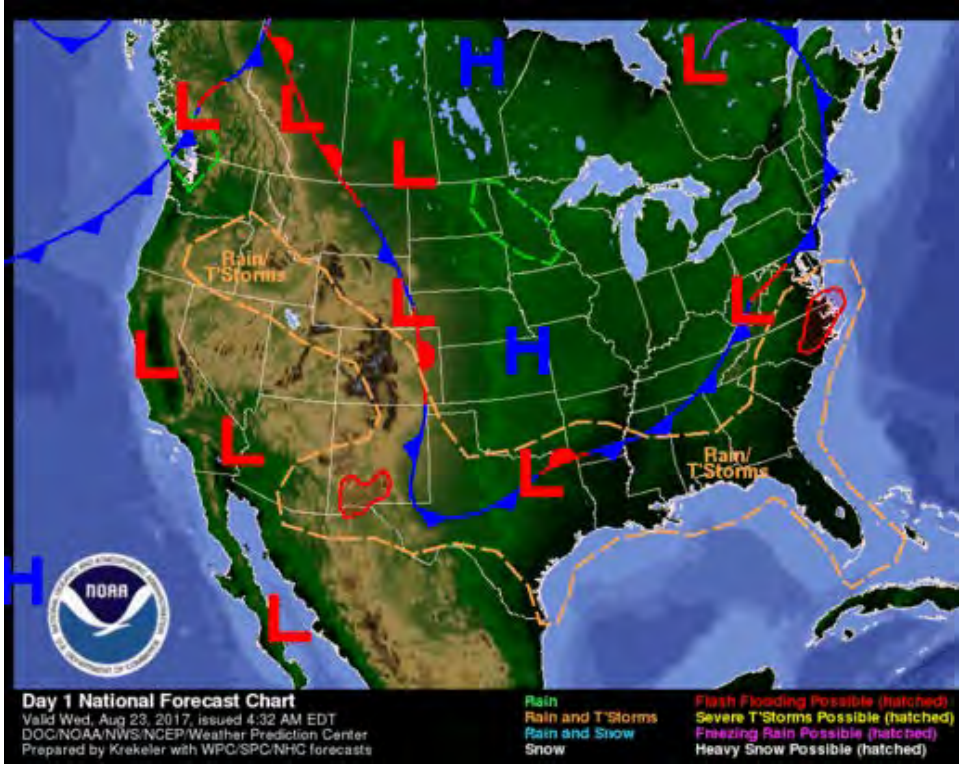 H
L
L
L
L
Rain/
T'Storms
L
L
H
L
L
Rain/
T'Storms
L
H
NOAA
L
Day 1 National Forecast Chart
Valid Wed, Aug 23, 2017, issued 4:32 AM EDT
DOC/NOAA/NWS/NCEP/Weather Prediction Center
Prepared by Krekeler with WPC/SPC/NHC forecasts
Rain
Rain and T'Storms
Rain and Snow
Snow
Flash Flooding Possible (hatched)
Severe T'Storms Possible (hatched)
Freezing Rain Possible (hatched)
Heavy Snow Possible (hatched)